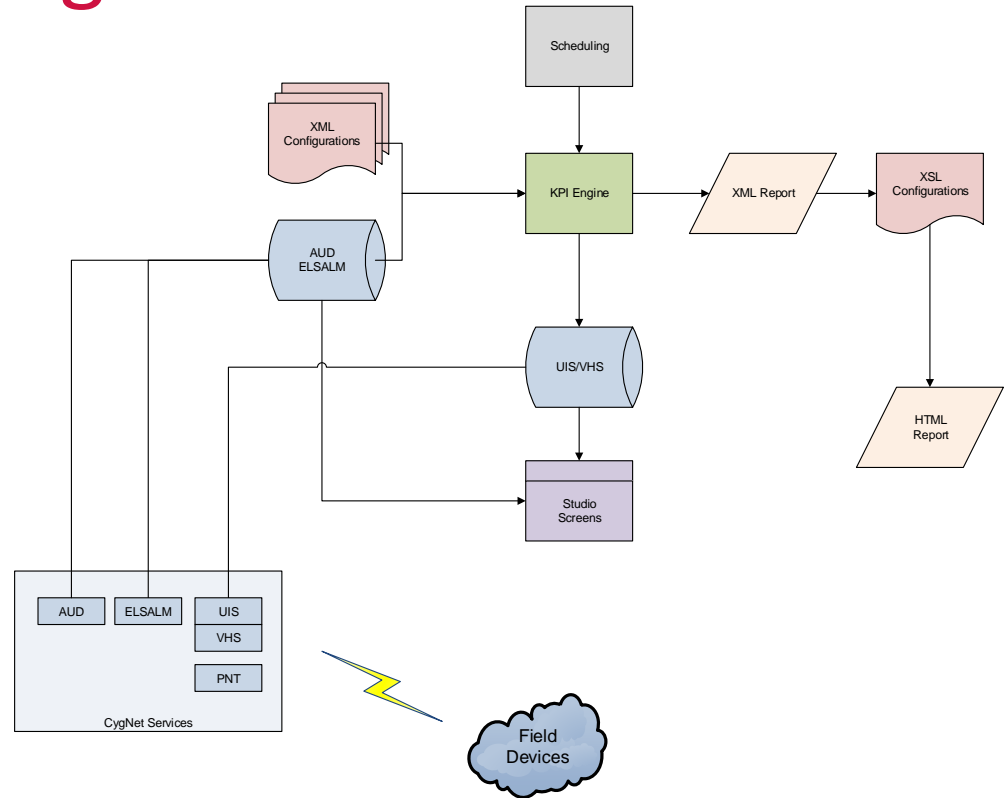 g
Scheduling
XML
Configurations
KPI Engine
XML Report
XSL
Configurations
AUD
ELSALM
UIS/VHS
HTML
Report
Studio
Screens
AUD
ELSALM
UIS
VHS
PNT
CygNet Services
Field
Devices